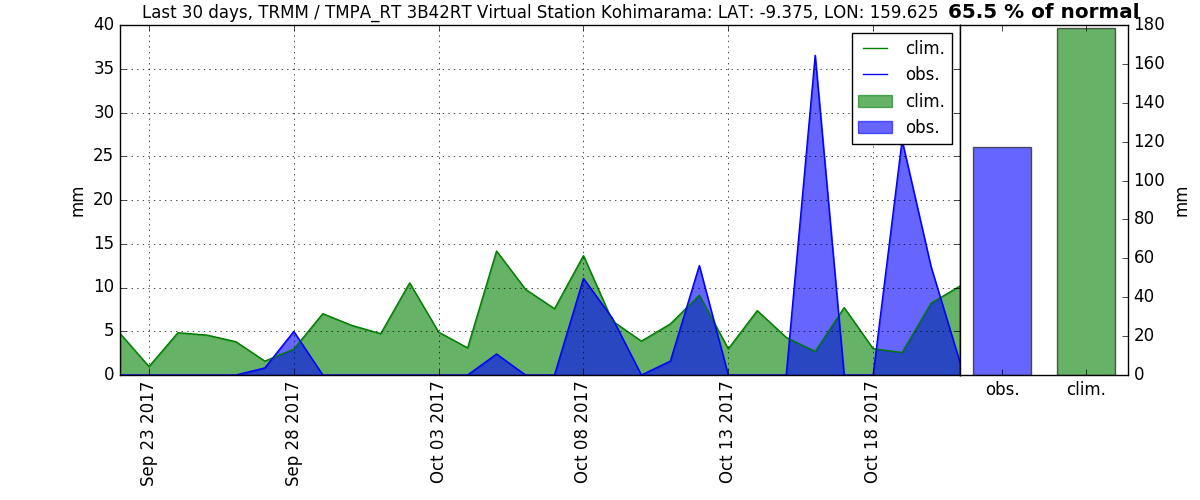 Last 30 days, TRMM / TMPA_RT 3B42RT Virtual Station Kohimarama: LAT: -9.375, LON: 159.625
65.5 % of normal
mm
40
35
30
25
20
15
10
5
0
clim.
obs.
clim.
obs.
Sep 23 2017
Sep 28 2017
Oct 03 2017
Oct 08 2017
Oct 13 2017
Oct 18 2017
180
160
140
120
100
80
60
40
20
0
mm
obs.
clim.